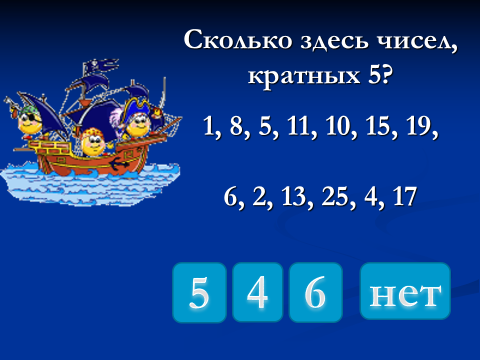 Сколько здесь чисел,
кратных 5?
1, 8, 5, 11, 10, 15, 19,
6, 2, 13, 25, 4, 17
5 4 6 нет